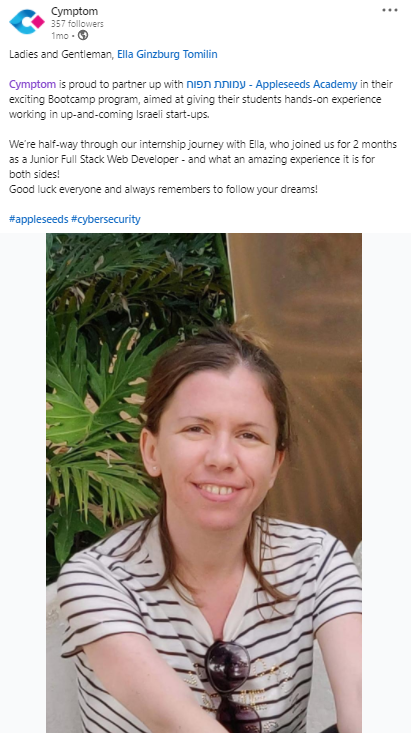 Cymptom
357 followers
1mo •
Ladies and Gentleman, Ella Ginzburg Tomilin
Cymptom is proud to partner up with עמותת תפוח - Appleseeds Academy in their
exciting Bootcamp program, aimed at giving their students hands-on experience
working in up-and-coming Israeli start-ups.
We're half-way through our internship journey with Ella, who joined us for 2 months
as a Junior Full Stack Web Developer - and what an amazing experience it is for
both sides!
Good luck everyone and always remembers to follow your dreams!
#appleseeds #cybersecurity